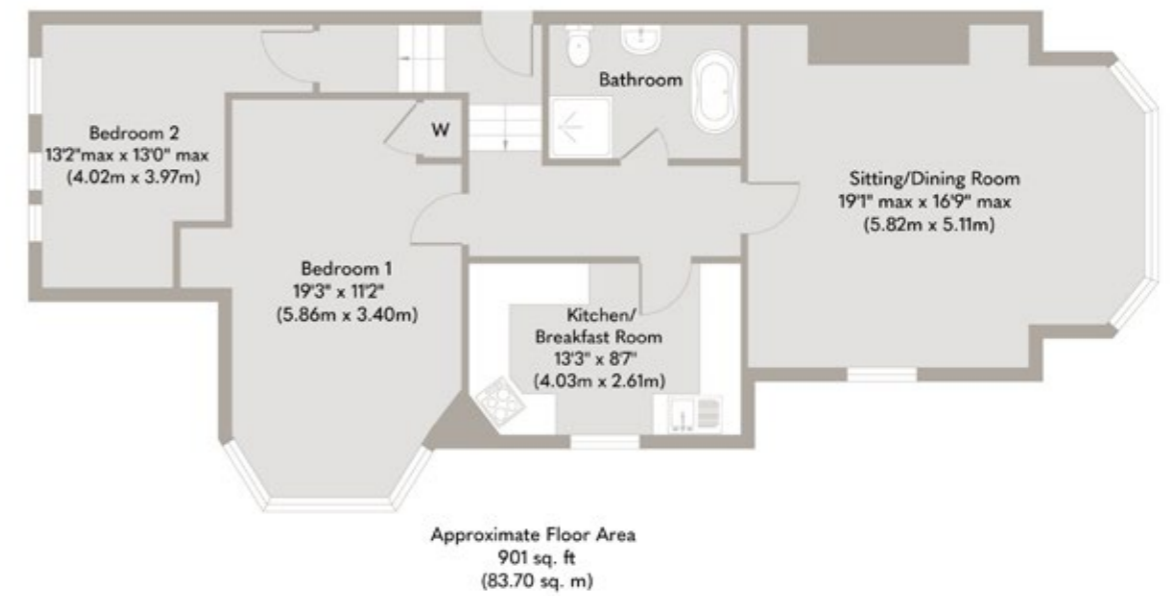 Bathroom
W
Bedroom 2
13'2"max x 13'0" max
(4.02m x 3.97m)
Sitting/Dining Room
19'1" max x 16'9" max
(5.82m x 5.11m)
Bedroom 1
19'3" x 11'2"
(5.86m x 3.40m)
Kitchen/
Breakfast Room
13'3" x 8'7"
(4.03m x 2.61m)
Approximate Floor Area
901 sq. ft
(83.70 sq. m)